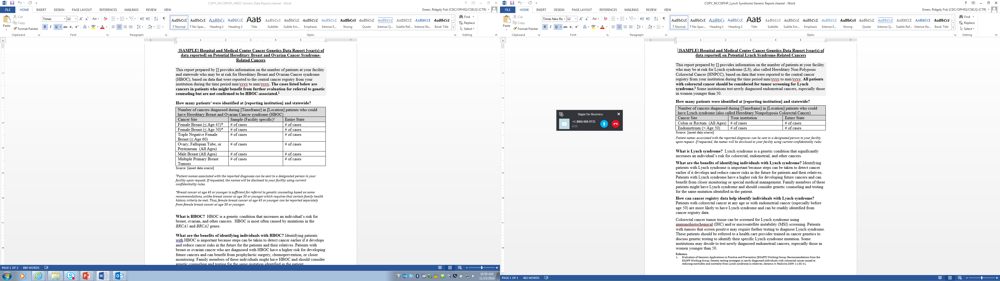 COPY_NCCDPHP_HBOC Generic Data Report.cleared - Word
FILE HOME INSERT DESIGN PAGE LAYOUT REFERENCES MAILINGS REVIEW VIEW
Green, Ridgely Fisk (CDC/OPHSS/CSELS) (CTR)
Paste
Cut
Copy
Format Painter
Times 12
AaBbCcI AaBbCcI AaBbCc AaBbCcE AaB AaBbCcI AaBbCcL AaBbCcL AaBbCcL AaBbCcI AaBbCcL AaBbCcL AABBCCE AABBCCE AaBbCcI
¶ Normal ¶ No Spac... Heading 1 Heading 2 Title Subtitle Subtle Em... Emphasis Intense E... Strong Quote Intense Q... Subtle Ref... Intense Re... Book Title
Find
Replace
Select
Clipboard Font Paragraph Styles Editing
[SAMPLE] Hospital and Medical Center Cancer Genetics Data Report [year(s) of
data reported] on Potential Hereditary Breast and Ovarian Cancer Syndrome-
Related Cancers
This report prepared by [] provides information on the number of patients at your facility
and statewide who may be at risk for Hereditary Breast and Ovarian Cancer syndrome
(HBOC), based on data that were reported to the central cancer registry from your
institution during the time period mm/yyyy to mm/yyyy. The cases listed below are
cancers in patients who might benefit from further evaluation for referral to genetic
counseling but are not confirmed to be HBOC-associated.¹
How many patients† were identified at [reporting institution] and statewide?
Number of cancers diagnosed during [Timeframe] in [Location] patients who could
have Hereditary Breast and Ovarian Cancer syndrome (HBOC)
Cancer Site Sample (Facility specific)† Entire State
Female Breast (≤ Age 45)* # of cases # of cases
Female Breast (≤ Age 50)* # of cases # of cases
Triple Negative Female # of cases # of cases
Breast (≤ Age 60)
Ovary, Fallopian Tube, or # of cases # of cases
Peritoneum (All Ages)
Male Breast (All Ages) # of cases # of cases
Multiple Primary Breast # of cases # of cases
Tumors
Source: [insert data source]
†Patient names associated with the reported diagnoses can be sent to a designated person in your
facility upon request. If requested, the names will be disclosed to your facility using current
confidentiality rules.
*Breast cancer at age 45 or younger is sufficient for referral to genetic counseling based on some
recommendations, unlike breast cancer at age 50 or younger which requires that certain family health
history criteria be met. Thus, female breast cancer at age 45 or younger can be reported separately
from female breast cancer at age 50 or younger.
What is HBOC? HBOC is a genetic condition that increases an individual's risk for
breast, ovarian, and other cancers. HBOC is most often caused by mutations in the
BRCA1 and BRCA2 genes.
What are the benefits of identifying individuals with HBOC? Identifying patients
with HBOC is important because steps can be taken to detect cancer earlier if it develops
and reduce cancer risks in the future for the patients and their relatives. Patients with
breast or ovarian cancer who are diagnosed with HBOC have a higher risk for developing
future cancers and can benefit from prophylactic surgery, chemoprevention, or closer
monitoring. Family members of these individuals might have HBOC and should consider
genetic counseling and testing for the same mutation identified in the patient.
PAGE 1 OF 2 880 WORDS
10:59 AM
11/15/2016
COPY_NCCDPHP_Lynch Syndrome Generic Report.cleared - Word
FILE HOME INSERT DESIGN PAGE LAYOUT REFERENCES MAILINGS REVIEW VIEW
Green, Ridgely Fisk (CDC/OPHSS/CSELS) (CTR)
Paste
Cut
Copy
Format Painter
Times New Ro 12
AaBbCcI AaBbCcI AaBbCc AaBbCcE AaB AaBbCcI AaBbCcL AaBbCcL AaBbCcL AaBbCcI AaBbCcL AaBbCcL AABBCCE AABBCCE AaBbCcI
¶ Normal ¶ No Spac... Heading 1 Heading 2 Title Subtitle Subtle Em... Emphasis Intense E... Strong Quote Intense Q... Subtle Ref... Intense Re... Book Title
Find
Replace
Select
Clipboard Font Paragraph Styles Editing
[SAMPLE] Hospital and Medical Center Cancer Genetics Data Report [year(s) of
data reported] on Potential Lynch Syndrome-Related Cancers
This report prepared by [] provides information on the number of patients at your facility
who may be at risk for Lynch syndrome (LS), also called Hereditary Non-Polyposis
Colorectal Cancer (HNPCC), based on data that were reported to the central cancer
registry from your institution during the time period mm/yyyy to mm/yyyy. All patients
with colorectal cancer should be considered for tumor screening for Lynch
syndrome.¹ Some institutions test newly diagnosed endometrial cancers, especially those
in women younger than 50.
How many patients were identified at [reporting institution] and statewide?
Number of cancers diagnosed during [Timeframe] in [Location] patients who could
have Lynch syndrome (also called Hereditary Nonpolyposis Colorectal Cancer)
Cancer Site Your institution Entire State
Colon or Rectum (All Ages) # of cases # of cases
Endometrium (< Age 50) # of cases # of cases
Source: [insert data source]
Patient names associated with the reported diagnoses can be sent to a designated person in your facility
upon request. If requested, the names will be disclosed to your facility using current confidentiality rules.
What is Lynch syndrome? Lynch syndrome is a genetic condition that significantly
increases an individual's risk for colorectal, endometrial, and other cancers.
What are the benefits of identifying individuals with Lynch syndrome? Identifying
patients with Lynch syndrome is important because steps can be taken to detect cancer
earlier if it develops and reduce cancer risks in the future for patients and their relatives.
Patients with Lynch syndrome have a higher risk for developing future cancers and can
benefit from closer monitoring or special medical management. Family members of these
patients might have Lynch syndrome and should consider genetic counseling and testing
for the same mutation identified in the patient.
How can cancer registry data help identify individuals with Lynch syndrome?
Patients with colorectal cancer at any age or with endometrial cancer (especially before
age 50) are more likely to have Lynch syndrome and can be readily identified from
cancer registry data.
Colorectal cancer tumor tissue can be screened for Lynch syndrome using
immunohistochemical (IHC) and/or microsatellite instability (MSI) screening. Patients
with tumors that screen positive may require further testing to diagnose Lynch syndrome.
These patients should be referred to a health care provider trained in cancer genetics to
discuss genetic testing to identify their specific Lynch syndrome mutation. Some
institutions may decide to test newly diagnosed endometrial cancers, especially those in
women younger than 50.
Reference
1. Evaluation of Genomic Applications in Practice and Prevention (EGAPP) Working Group. Recommendations from the
EGAPP Working Group: Genetic testing strategies in newly diagnosed individuals with colorectal cancer aimed at
reducing morbidity and mortality from Lynch syndrome in relatives. Genetics in Medicine 2009; 11:35-41.
PAGE 1 OF 1 462 WORDS
Skype for Business
+1 (866) 668-0721
0:35